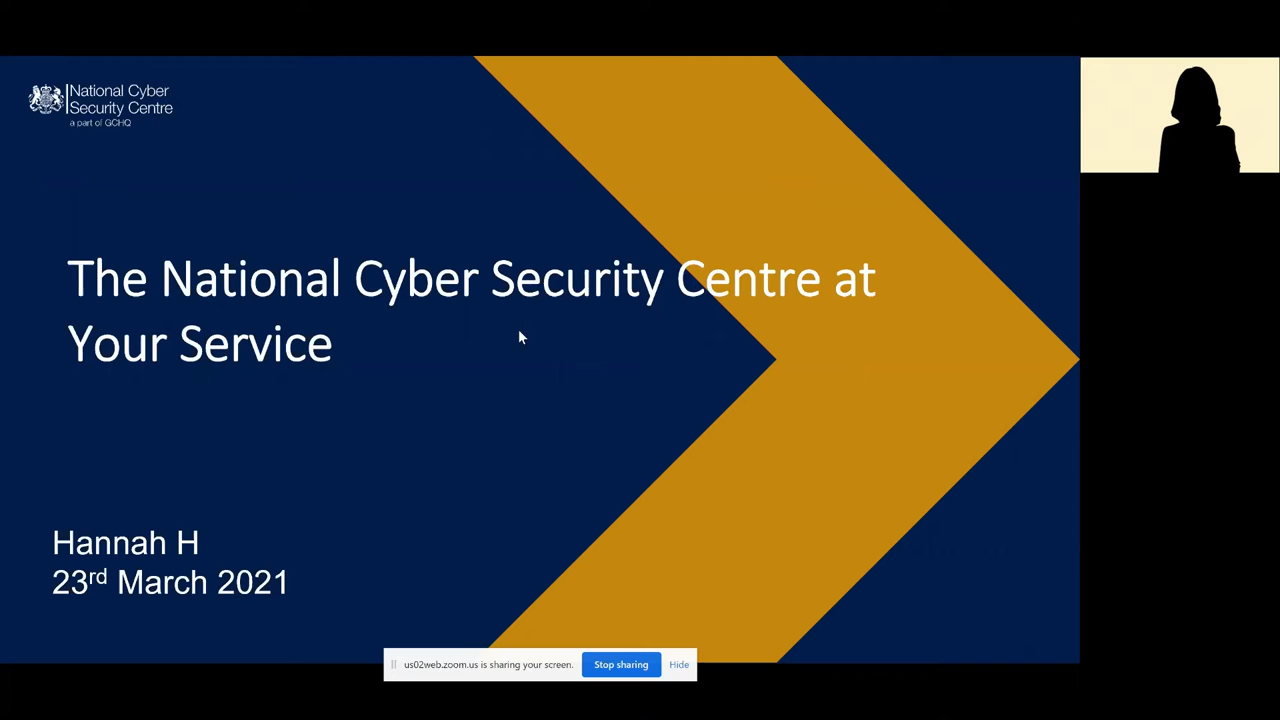 National Cyber
Security Centre
a part of GCHQ
The National Cyber Security Centre at
Your Service
Hannah H
23rd March 2021
us02web.zoom.us is sharing your screen. Stop sharing Hide